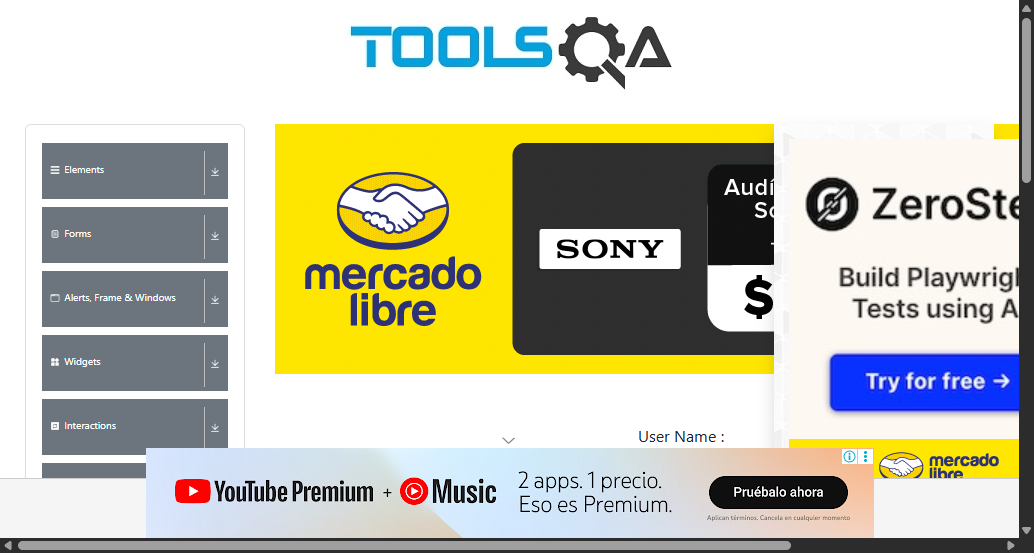 TOOLSQA
Elements
Forms
Alerts, Frame & Windows
Widgets
Interactions
mercado
libre
SONY
Audí
So
$
ZeroSte
Build Playwrigh
Tests using A
Try for free →
User Name :
mercado
libre
YouTube Premium + Music
2 apps. 1 precio.
Eso es Premium.
Pruébalo ahora
Aplican términos. Cancela en cualquier momento